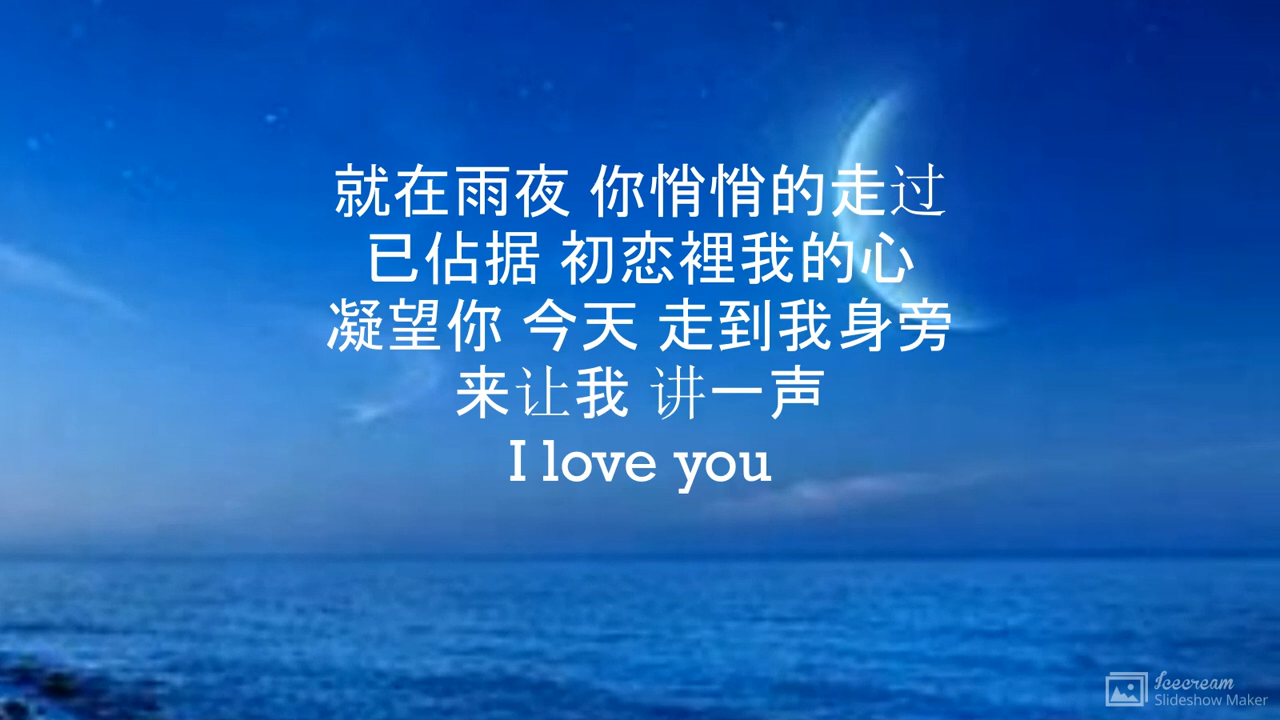 就在雨夜 你悄悄的走过
已佔据 初恋裡我的心
凝望你 今天 走到我身旁
来让我 讲一声
I love you
Icecream
Slideshow Maker